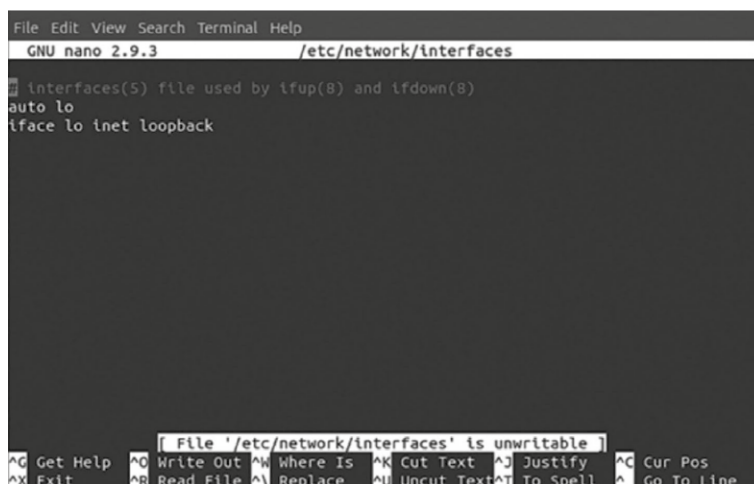 File Edit View Search Terminal Help
GNU nano 2.9.3 /etc/network/interfaces
# interfaces(5) file used by ifup(8) and ifdown(8)
auto lo
iface lo inet loopback
[ File '/etc/network/interfaces' is unwritable ]
^G Get Help ^O Write Out ^W Where Is ^K Cut Text ^J Justify ^C Cur Pos
^X Exit ^R Read File ^\ Replace ^U Uncut Text ^T To Spell ^_ Go To Line